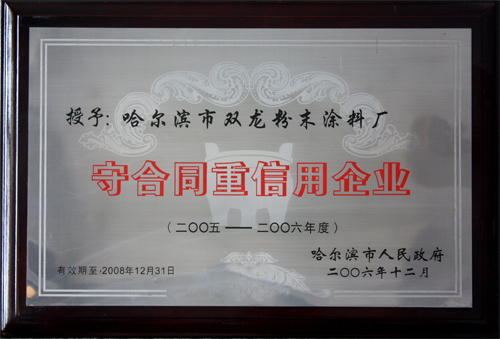 授予：哈尔滨市双龙粉末涂料厂
守合同重信用企业
（二〇〇五——二〇〇六年度）
哈尔滨市人民政府
有效期至：2008年12月31日
二〇〇六年十二月